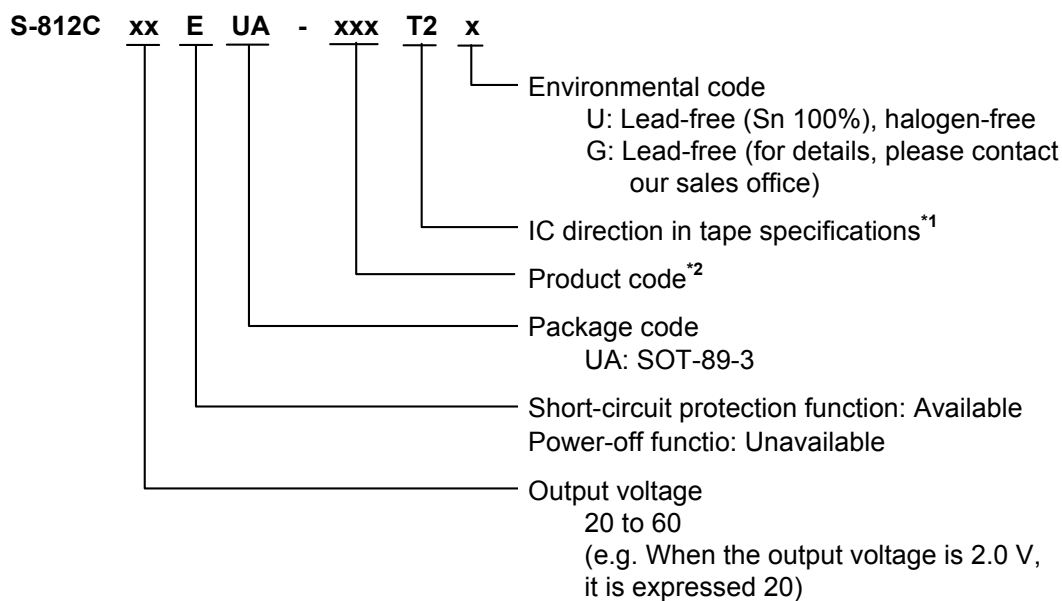 S-812C xx E UA - xxx T2 x
Environmental code
U: Lead-free (Sn 100%), halogen-free
G: Lead-free (for details, please contact
our sales office)
IC direction in tape specifications*1
Product code*2
Package code
UA: SOT-89-3
Short-circuit protection function: Available
Power-off functio: Unavailable
Output voltage
20 to 60
(e.g. When the output voltage is 2.0 V,
it is expressed 20)